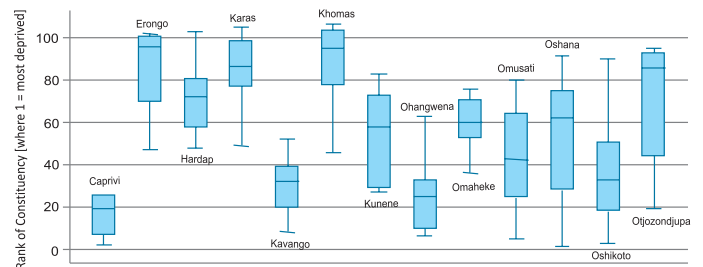 Rank of Constituency [where 1 = most deprived]
100
80
60
40
20
0
Caprivi
Erongo
Hardap
Karas
Kavango
Khomas
Kunene
Ohangwena
Omaheke
Omusati
Oshana
Oshikoto
Otjozondjupa